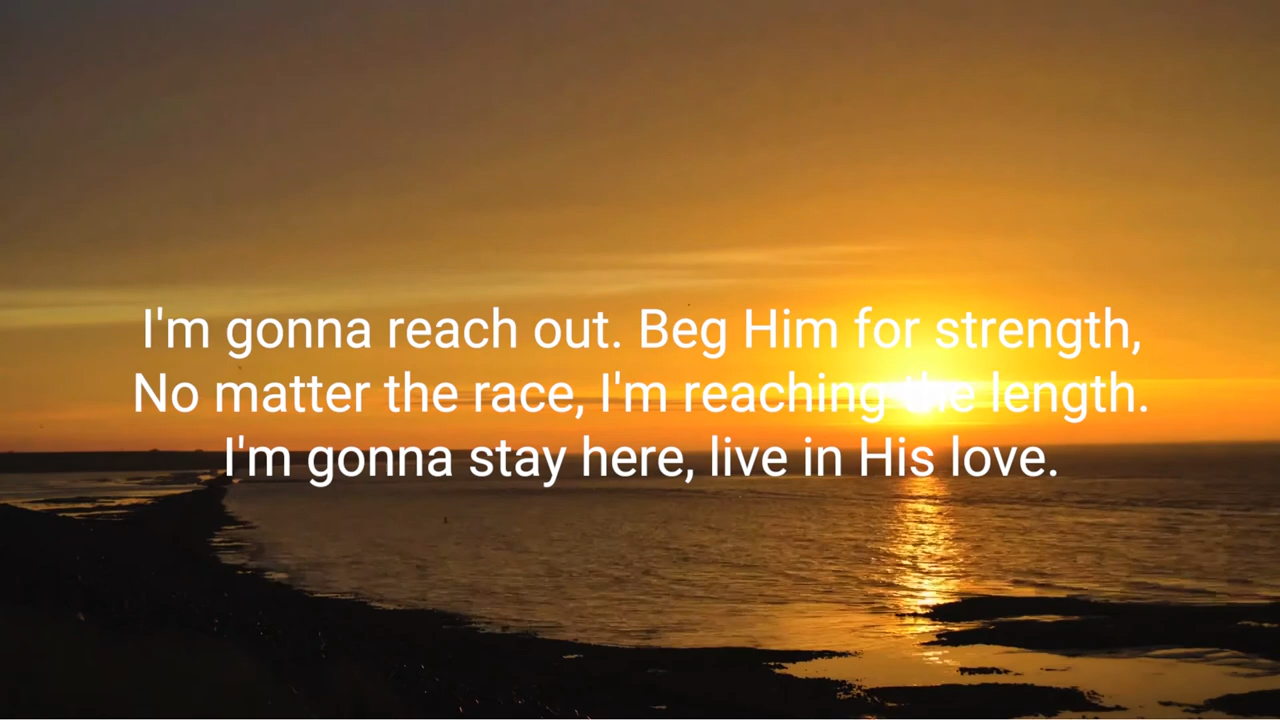 I'm gonna reach out. Beg Him for strength,
No matter the race, I'm reaching the length.
I'm gonna stay here, live in His love.